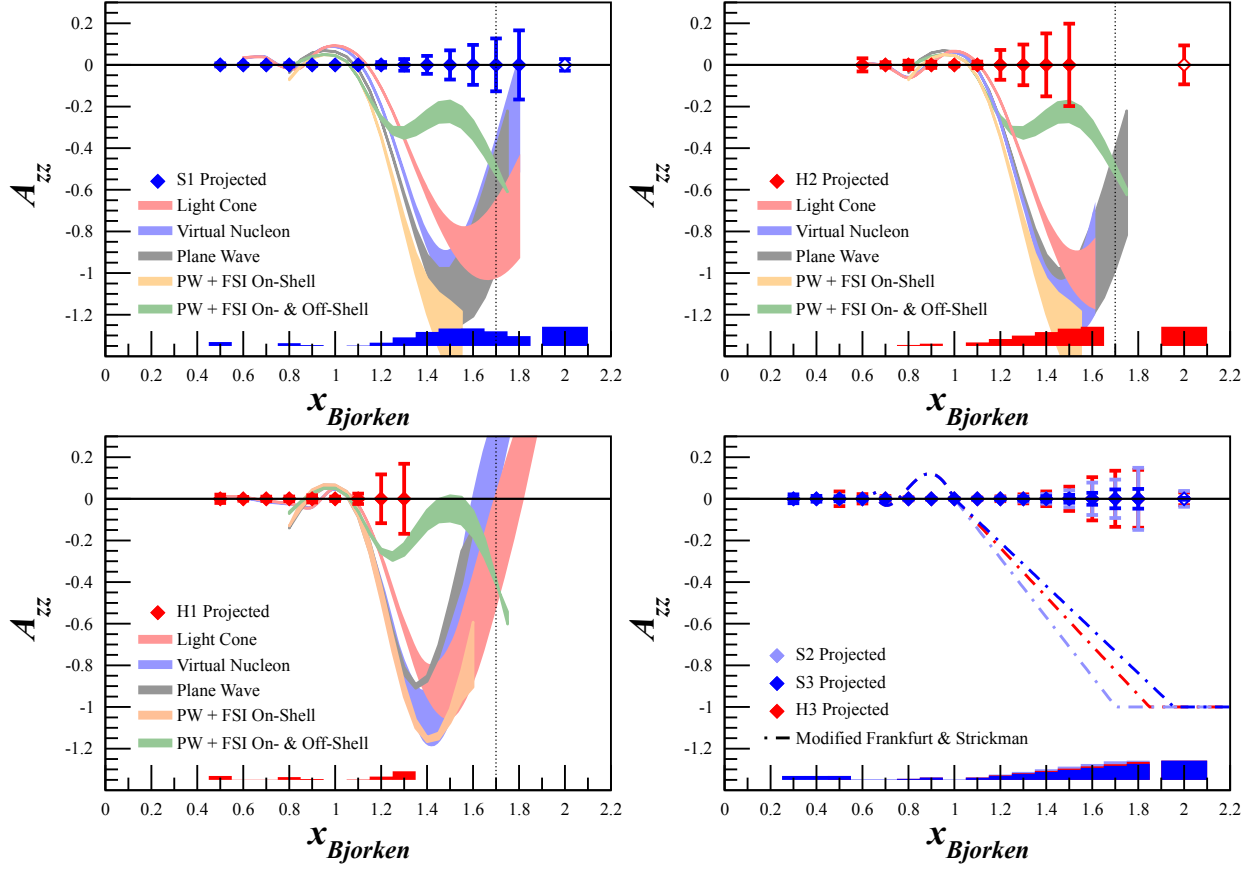 0.2
0
-0.2
-0.4
-0.6
-0.8
-1
-1.2
A_zz
S1 Projected
Light Cone
Virtual Nucleon
Plane Wave
PW + FSI On-Shell
PW + FSI On- & Off-Shell
0 0.2 0.4 0.6 0.8 1 1.2 1.4 1.6 1.8 2 2.2
x_Bjorken
0.2
0
-0.2
-0.4
-0.6
-0.8
-1
-1.2
A_zz
H2 Projected
Light Cone
Virtual Nucleon
Plane Wave
PW + FSI On-Shell
PW + FSI On- & Off-Shell
0 0.2 0.4 0.6 0.8 1 1.2 1.4 1.6 1.8 2 2.2
x_Bjorken
0.2
0
-0.2
-0.4
-0.6
-0.8
-1
-1.2
A_zz
H1 Projected
Light Cone
Virtual Nucleon
Plane Wave
PW + FSI On-Shell
PW + FSI On- & Off-Shell
0 0.2 0.4 0.6 0.8 1 1.2 1.4 1.6 1.8 2 2.2
x_Bjorken
0.2
0
-0.2
-0.4
-0.6
-0.8
-1
-1.2
A_zz
S2 Projected
S3 Projected
H3 Projected
Modified Frankfurt & Strickman
0 0.2 0.4 0.6 0.8 1 1.2 1.4 1.6 1.8 2 2.2
x_Bjorken